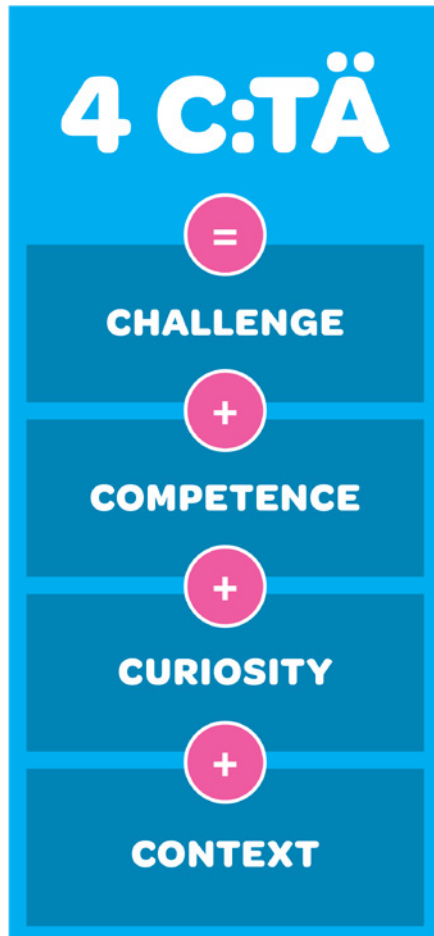 4 C:TÄ
=
CHALLENGE
+
COMPETENCE
+
CURIOSITY
+
CONTEXT